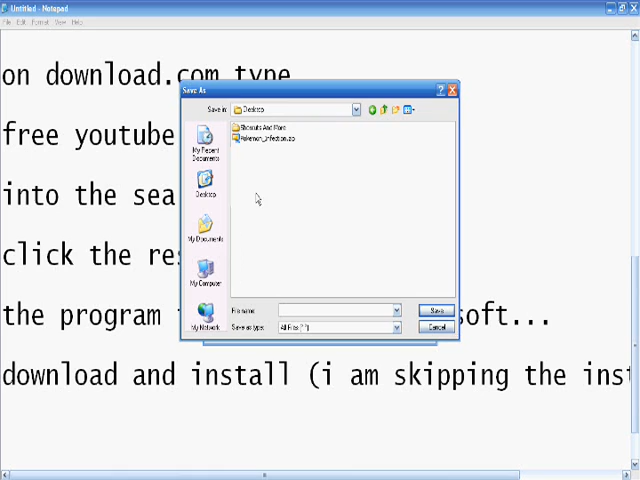 Untitled - Notepad
File Edit Format View Help
on download.com type
free youtube
into the sea
click the res
the program soft...
download and install (i am skipping the inst
Save As
Save in: Desktop
Shortcuts And More
Pokemon_Infection.zip
My Recent
Documents
Desktop
My Documents
My Computer
My Network
File name: Save
Save as type: All Files (*.*) Cancel